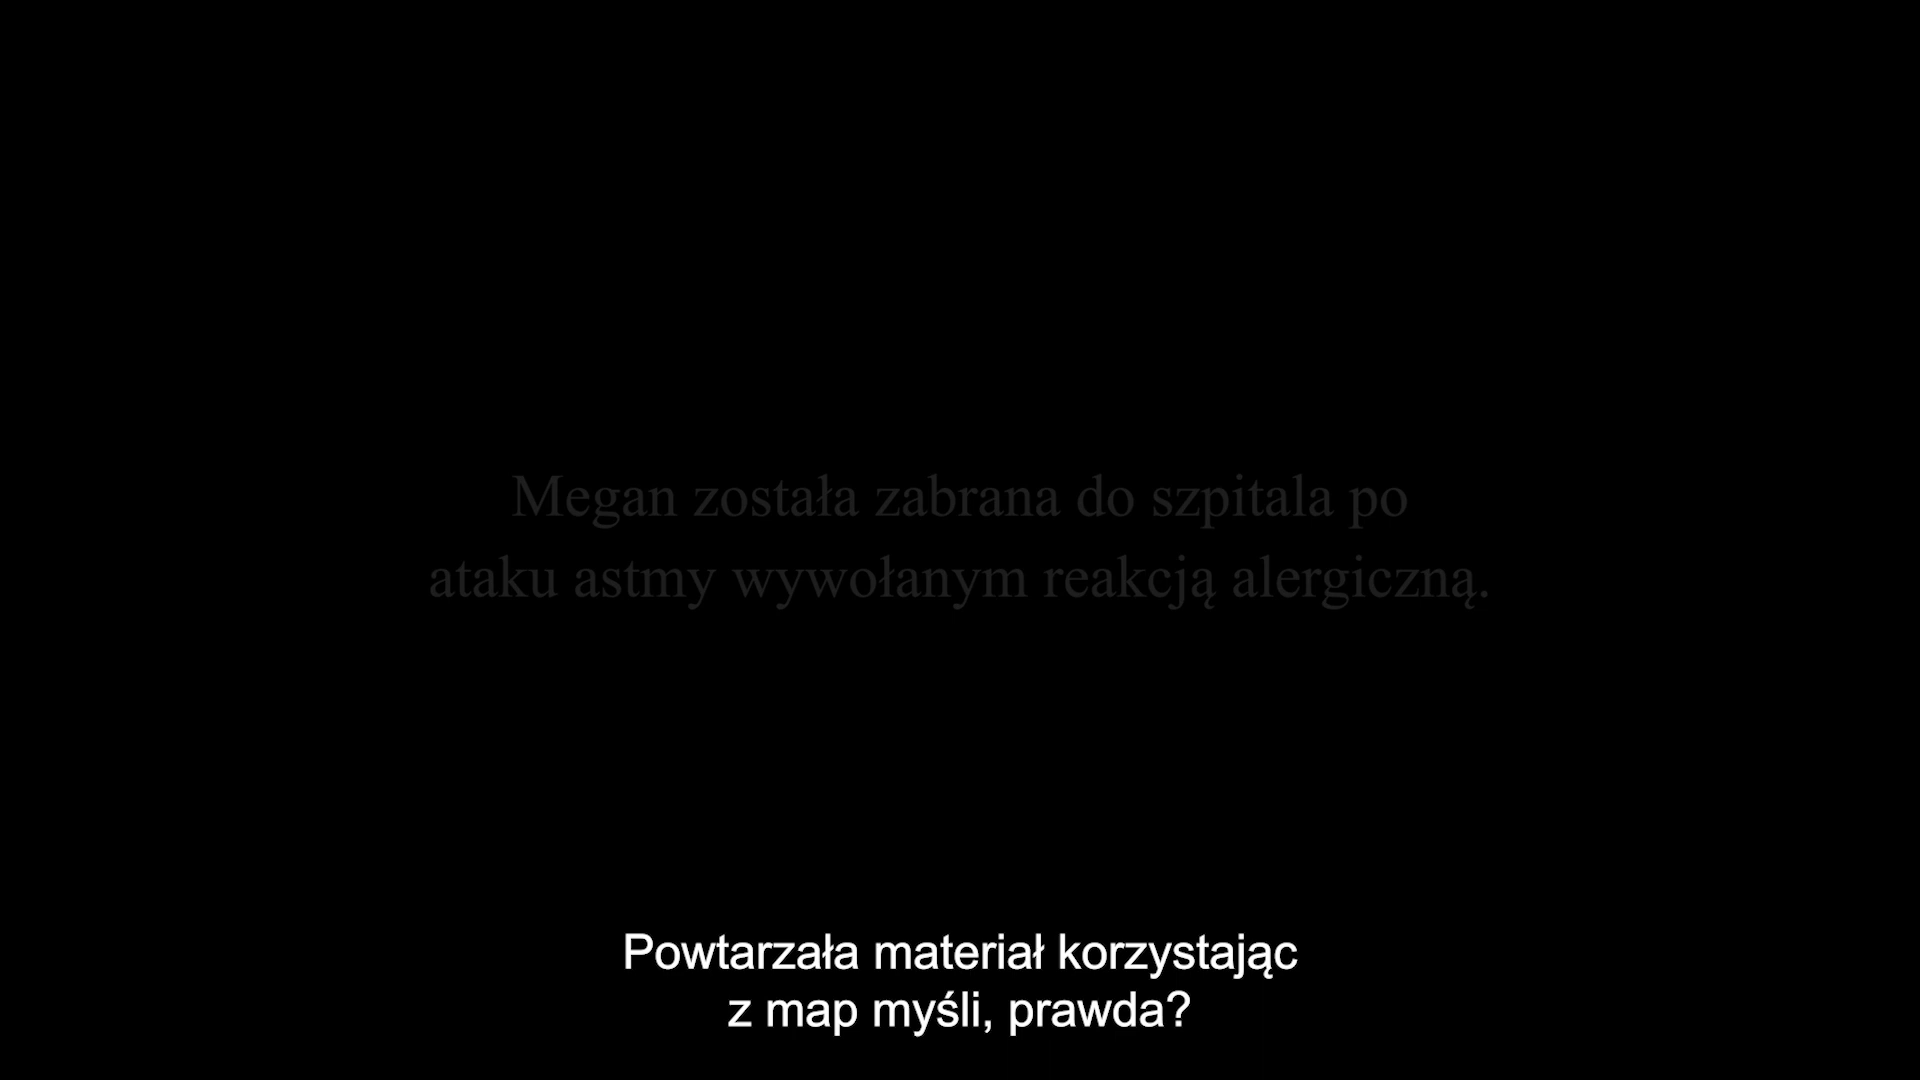 Megan została zabrana do szpitala po
ataku astmy wywołanym reakcją alergiczną.
Powtarzała materiał korzystając
z map myśli, prawda?